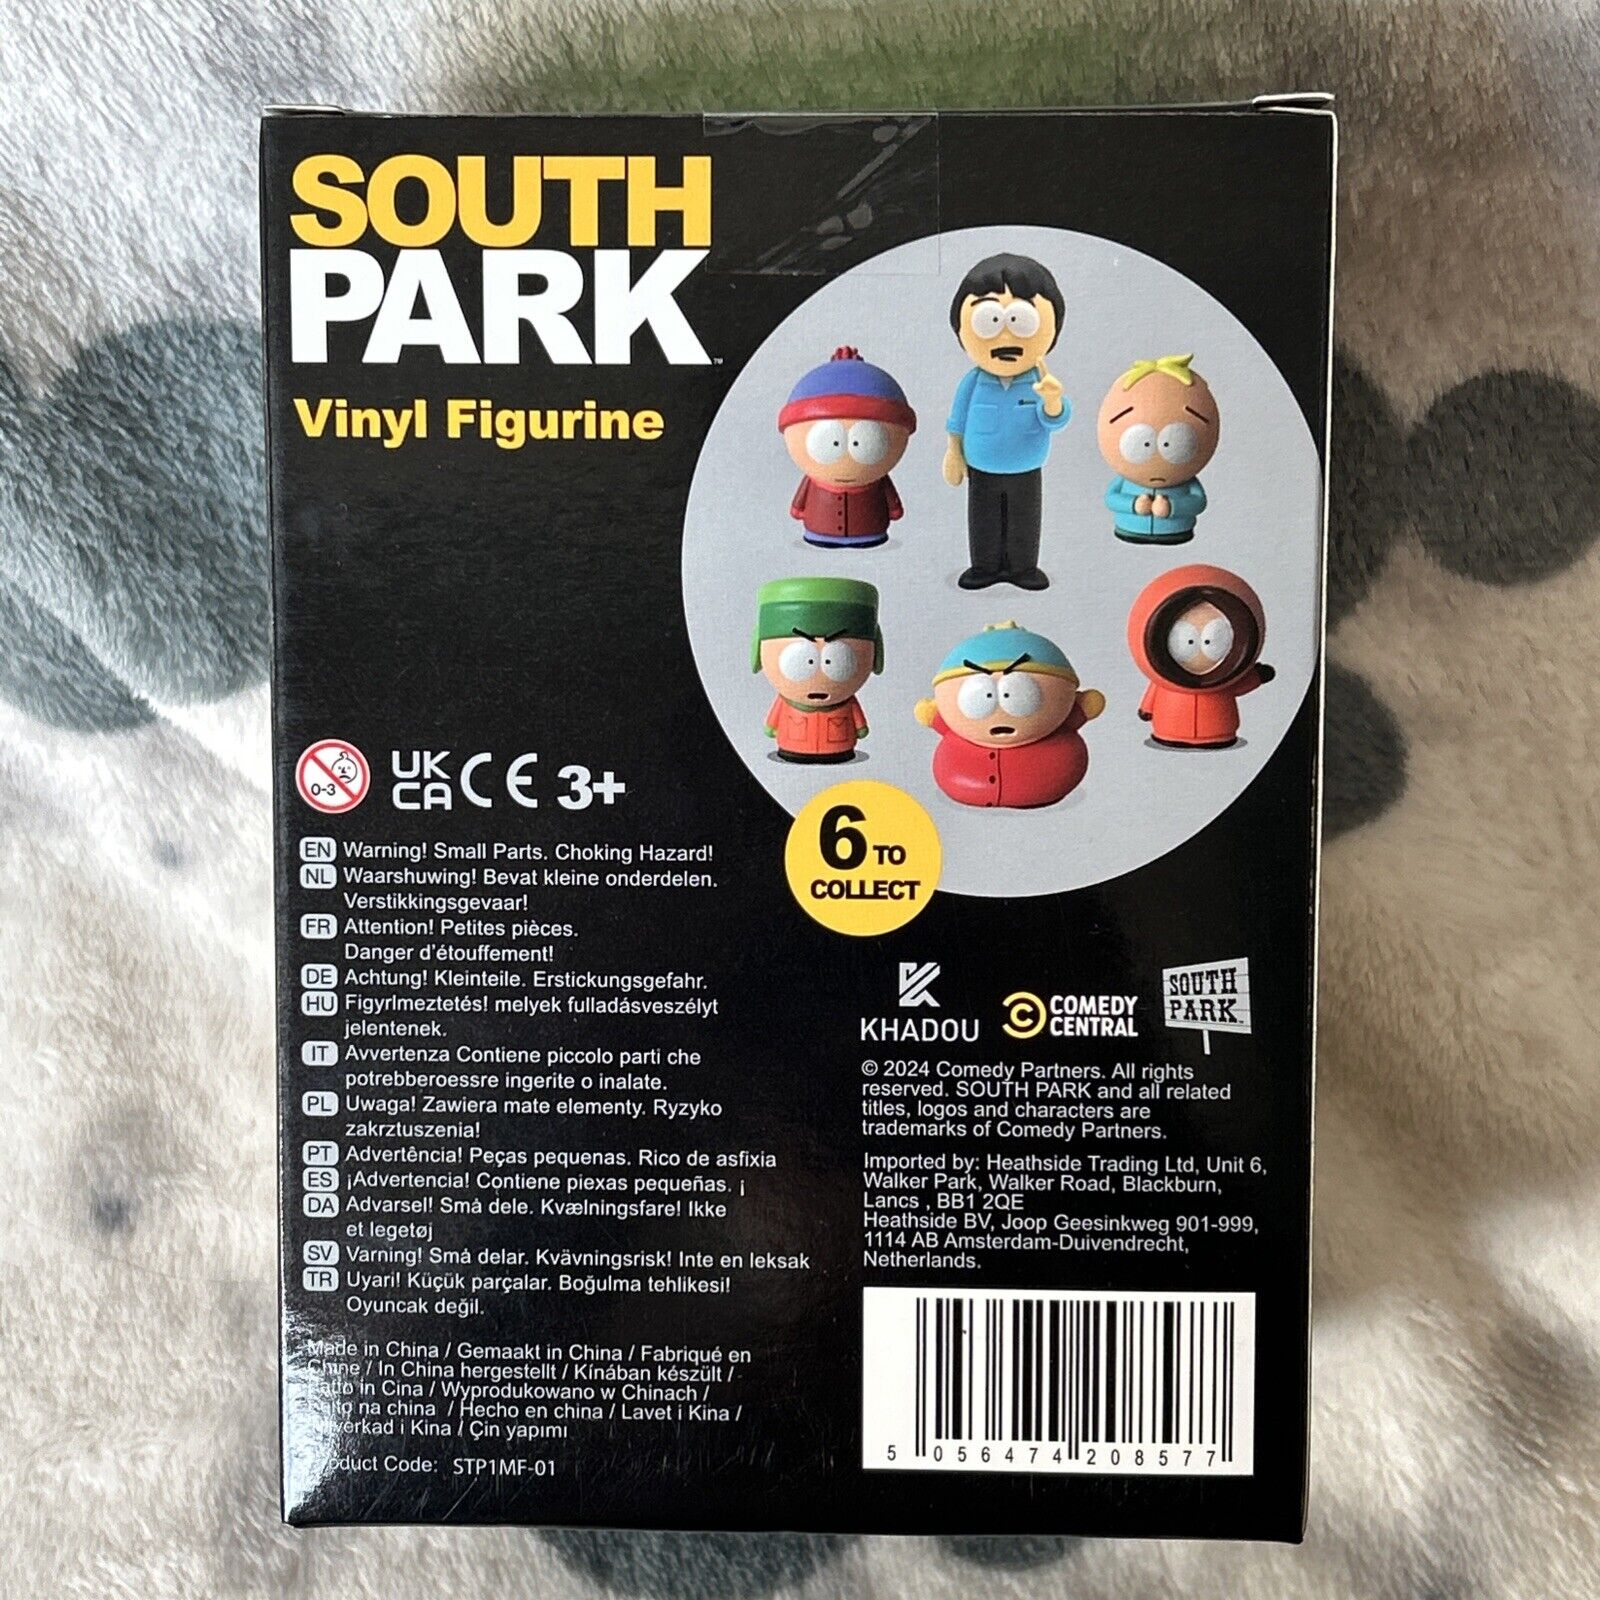 SOUTH
PARK™
Vinyl Figurine
6 TO
COLLECT
0-3
UK
CA CE 3+
EN Warning! Small Parts. Choking Hazard!
NL Waarshuwing! Bevat kleine onderdelen.
Verstikkingsgevaar!
FR Attention! Petites pièces.
Danger d'étouffement!
DE Achtung! Kleinteile. Erstickungsgefahr.
HU Figyrlmeztetés! melyek fulladásveszélyt
jelentenek.
IT Avvertenza Contiene piccolo parti che
potrebberoessre ingerite o inalate.
PL Uwaga! Zawiera mate elementy. Ryzyko
zakrztuszenia!
PT Advertência! Peças pequenas. Rico de asfixia
ES ¡Advertencia! Contiene piexas pequeñas. ¡
DA Advarsel! Små dele. Kvælningsfare! Ikke
et legetøj
SV Varning! Små delar. Kvävningsrisk! Inte en leksak
TR Uyari! Küçük parçalar. Boğulma tehlikesi!
Oyuncak değil.
Made in China / Gemaakt in China / Fabriqué en
Chine / In China hergestellt / Kínában készült /
in Cina / Wyprodukowano w Chinach /
na china / Hecho en china / Lavet i Kina /
i Kina / Çin yapımı
Code: STP1MF-01
KHADOU
COMEDY
CENTRAL
SOUTH
PARK™
© 2024 Comedy Partners. All rights
reserved. SOUTH PARK and all related
titles, logos and characters are
trademarks of Comedy Partners.
Imported by: Heathside Trading Ltd, Unit 6,
Walker Park, Walker Road, Blackburn,
Lancs , BB1 2QE
Heathside BV, Joop Geesinkweg 901-999,
1114 AB Amsterdam-Duivendrecht,
Netherlands.
5 056474 208577